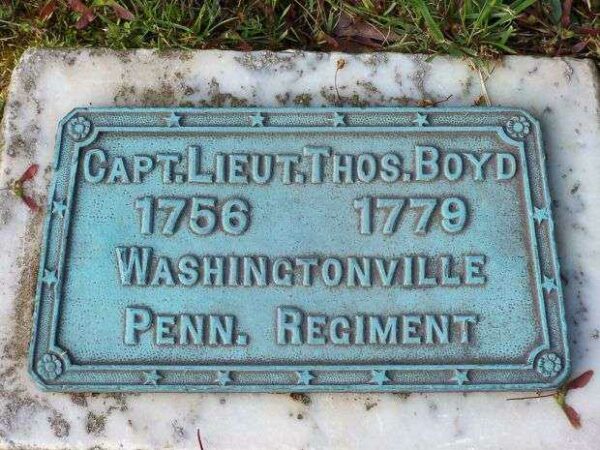 CAPT. LIEUT. THOS. BOYD
1756 1779
WASHINGTONVILLE
PENN. REGIMENT